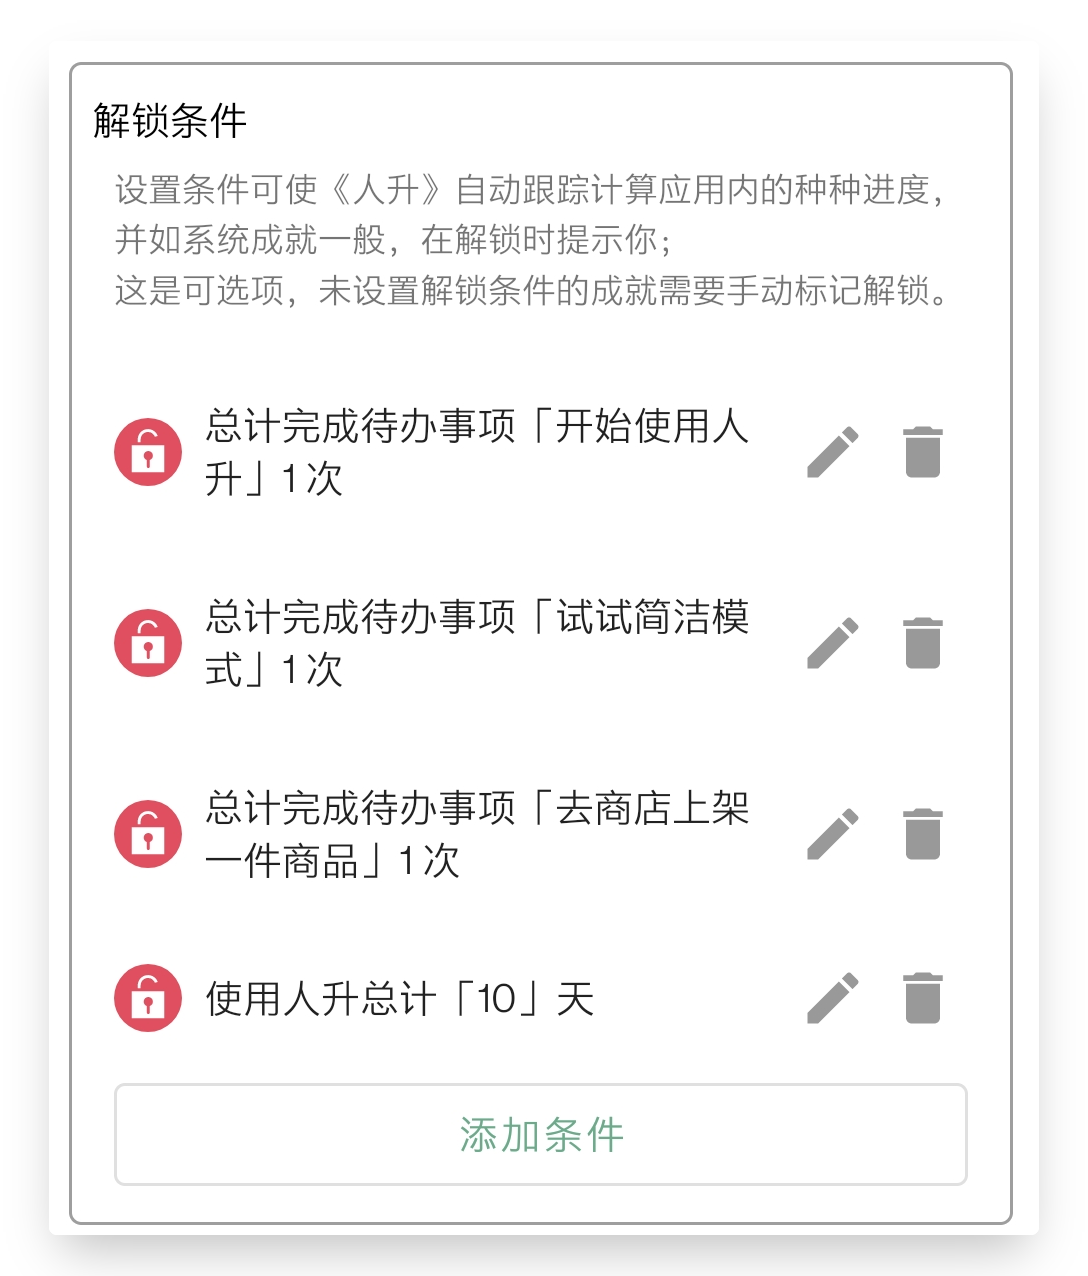 解锁条件
设置条件可使《人升》自动跟踪计算应用内的种种进度，
并如系统成就一般，在解锁时提示你；
这是可选项，未设置解锁条件的成就需要手动标记解锁。
总计完成待办事项「开始使用人
升」1 次
总计完成待办事项「试试简洁模
式」1 次
总计完成待办事项「去商店上架
一件商品」1 次
使用人升总计「10」天
添加条件